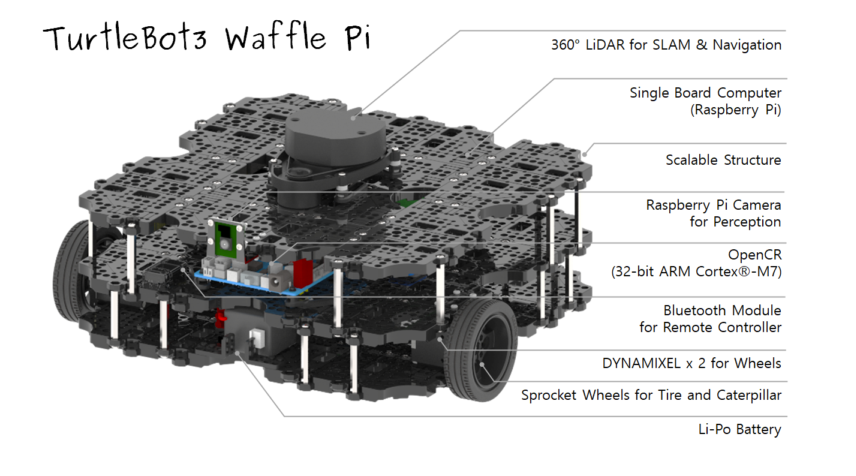 TurtleBot3 Waffle Pi
360° LiDAR for SLAM & Navigation
Single Board Computer
(Raspberry Pi)
Scalable Structure
Raspberry Pi Camera
for Perception
OpenCR
(32-bit ARM Cortex®-M7)
Bluetooth Module
for Remote Controller
DYNAMIXEL x 2 for Wheels
Sprocket Wheels for Tire and Caterpillar
Li-Po Battery